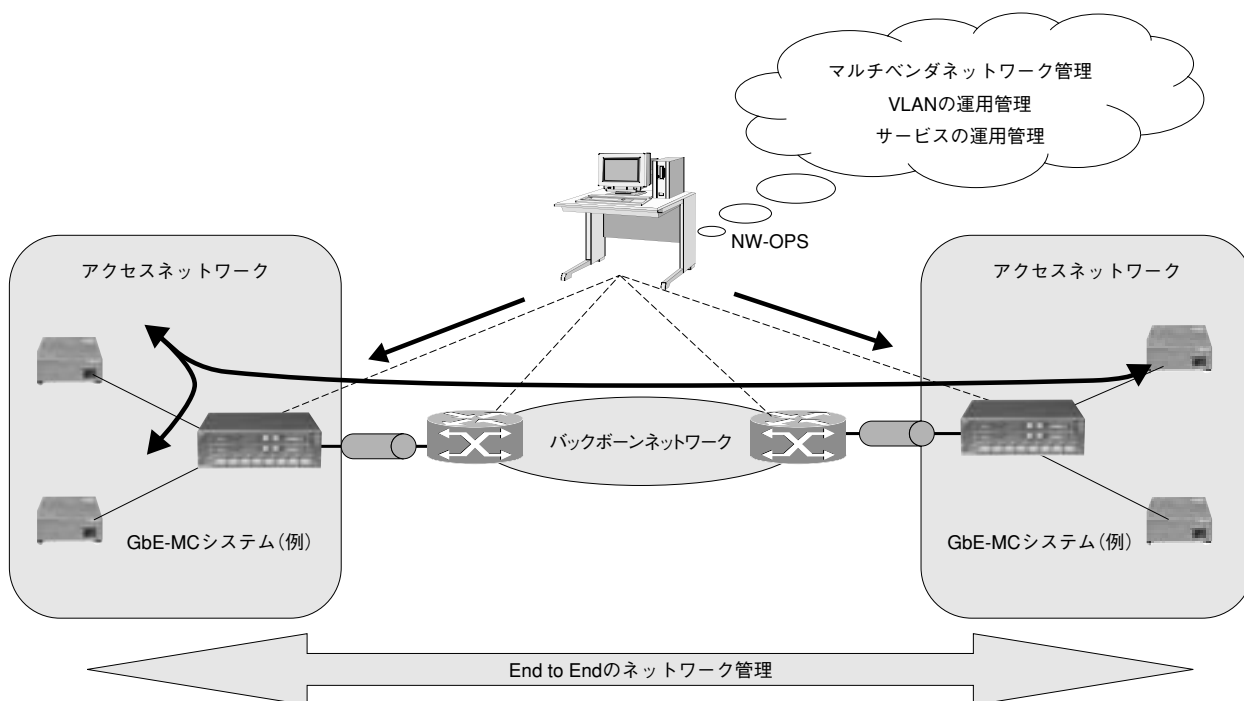 マルチベンダネットワーク管理
VLANの運用管理
サービスの運用管理
NW-OPS
アクセスネットワーク
アクセスネットワーク
バックボーンネットワーク
GbE-MCシステム（例）
GbE-MCシステム（例）
End to Endのネットワーク管理